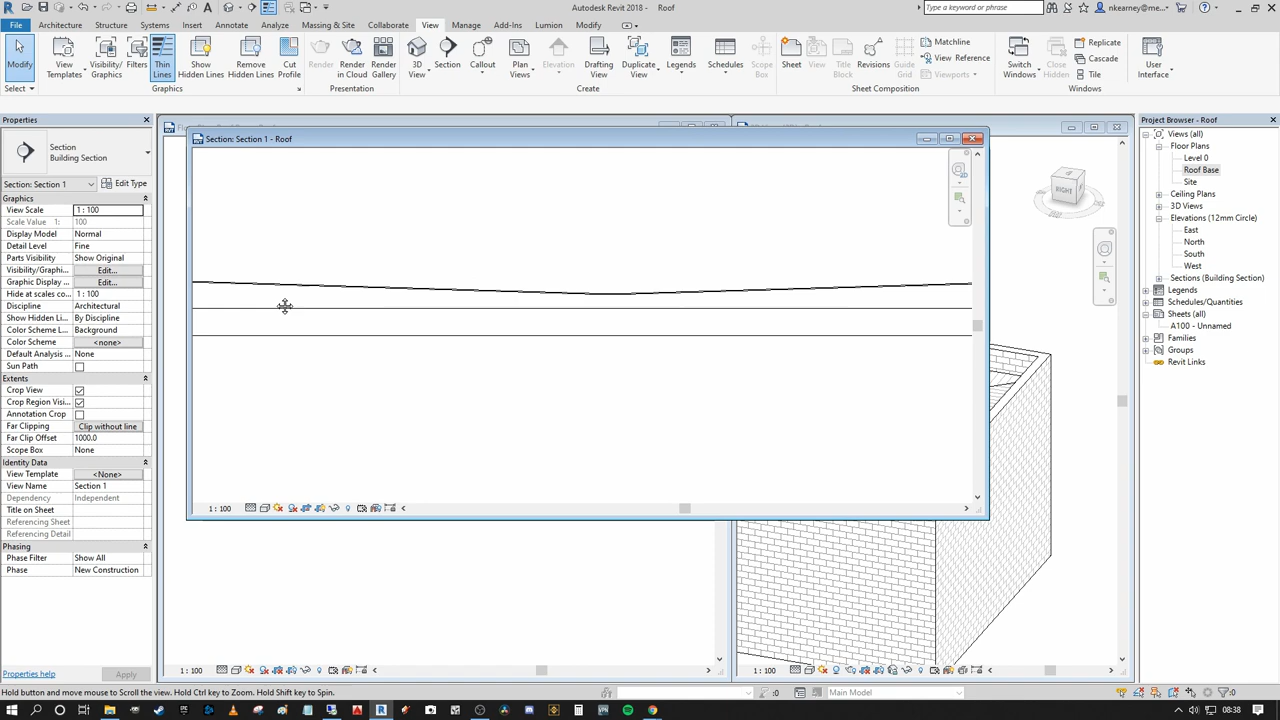 Autodesk Revit 2018 - Roof
Type a keyword or phrase
nkearney@me...
File Architecture Structure Systems Insert Annotate Analyze Massing & Site Collaborate View Manage Add-Ins Lumion Modify
Modify
View Templates
Visibility/ Graphics
Filters
Thin Lines
Show Hidden Lines
Remove Hidden Lines
Cut Profile
Render
Render in Cloud
Render Gallery
3D View
Section
Callout
Plan Views
Elevation
Drafting View
Duplicate View
Legends
Schedules
Scope Box
Sheet
View
Title Block
Revisions
Guide Grid
Matchline
View Reference
Viewports
Switch Windows
Close Hidden
Replicate
Cascade
Tile
User Interface
Select
Graphics
Presentation
Create
Sheet Composition
Windows
Properties
Section
Building Section
Section: Section 1
Edit Type
Graphics
View Scale 1 : 100
Scale Value 1: 100
Display Model Normal
Detail Level Fine
Parts Visibility Show Original
Visibility/Graphi... Edit...
Graphic Display ... Edit...
Hide at scales co... 1 : 100
Discipline Architectural
Show Hidden Li... By Discipline
Color Scheme L... Background
Color Scheme <none>
Default Analysis ... None
Sun Path
Extents
Crop View
Crop Region Visi...
Annotation Crop
Far Clipping Clip without line
Far Clip Offset 1000.0
Scope Box None
Identity Data
View Template <None>
View Name Section 1
Dependency Independent
Title on Sheet
Referencing Sheet
Referencing Detail
Phasing
Phase Filter Show All
Phase New Construction
Properties help
Apply
Section: Section 1 - Roof
1 : 100
RIGHT
1 : 100
1 : 100
Project Browser - Roof
Views (all)
Floor Plans
Level 0
Roof Base
Site
Ceiling Plans
3D Views
Elevations (12mm Circle)
East
North
South
West
Sections (Building Section)
Legends
Schedules/Quantities
Sheets (all)
A100 - Unnamed
Families
Groups
Revit Links
Hold button and move mouse to Scroll the view. Hold Ctrl key to Zoom. Hold Shift key to Spin.
:0
Main Model
:0
08:38